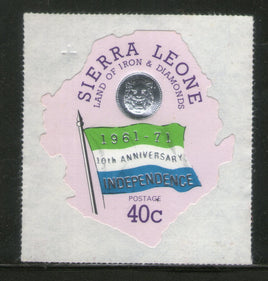 SIERRA LEONE
LAND OF IRON & DIAMONDS
1961-71
10th ANNIVERSARY
INDEPENDENCE
POSTAGE
40c